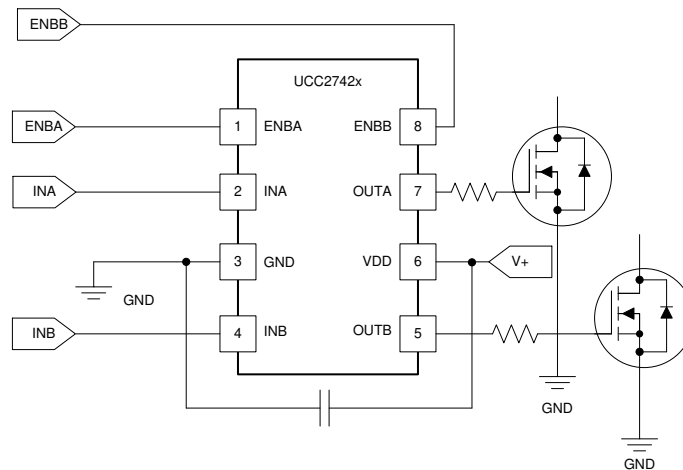 ENBB
UCC2742x
ENBA
1
ENBA
ENBB
8
INA
2
INA
OUTA
7
3
GND
VDD
6
V+
GND
INB
4
INB
OUTB
5
GND
GND